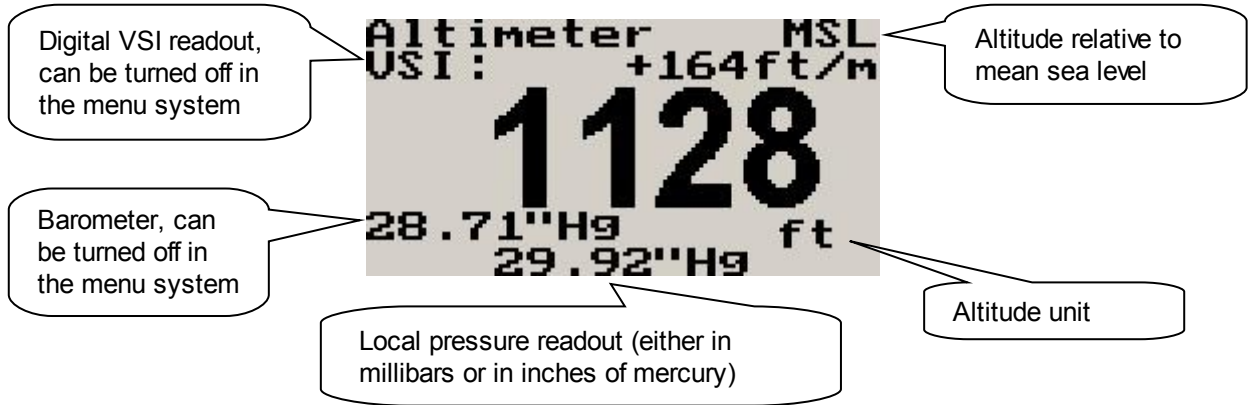 Digital VSI readout,
can be turned off in
the menu system
Altimeter MSL
VSI: +164ft/m
1128
28.71"Hg ft
29.92"Hg
Altitude relative to
mean sea level
Barometer, can
be turned off in
the menu system
Altitude unit
Local pressure readout (either in
millibars or in inches of mercury)